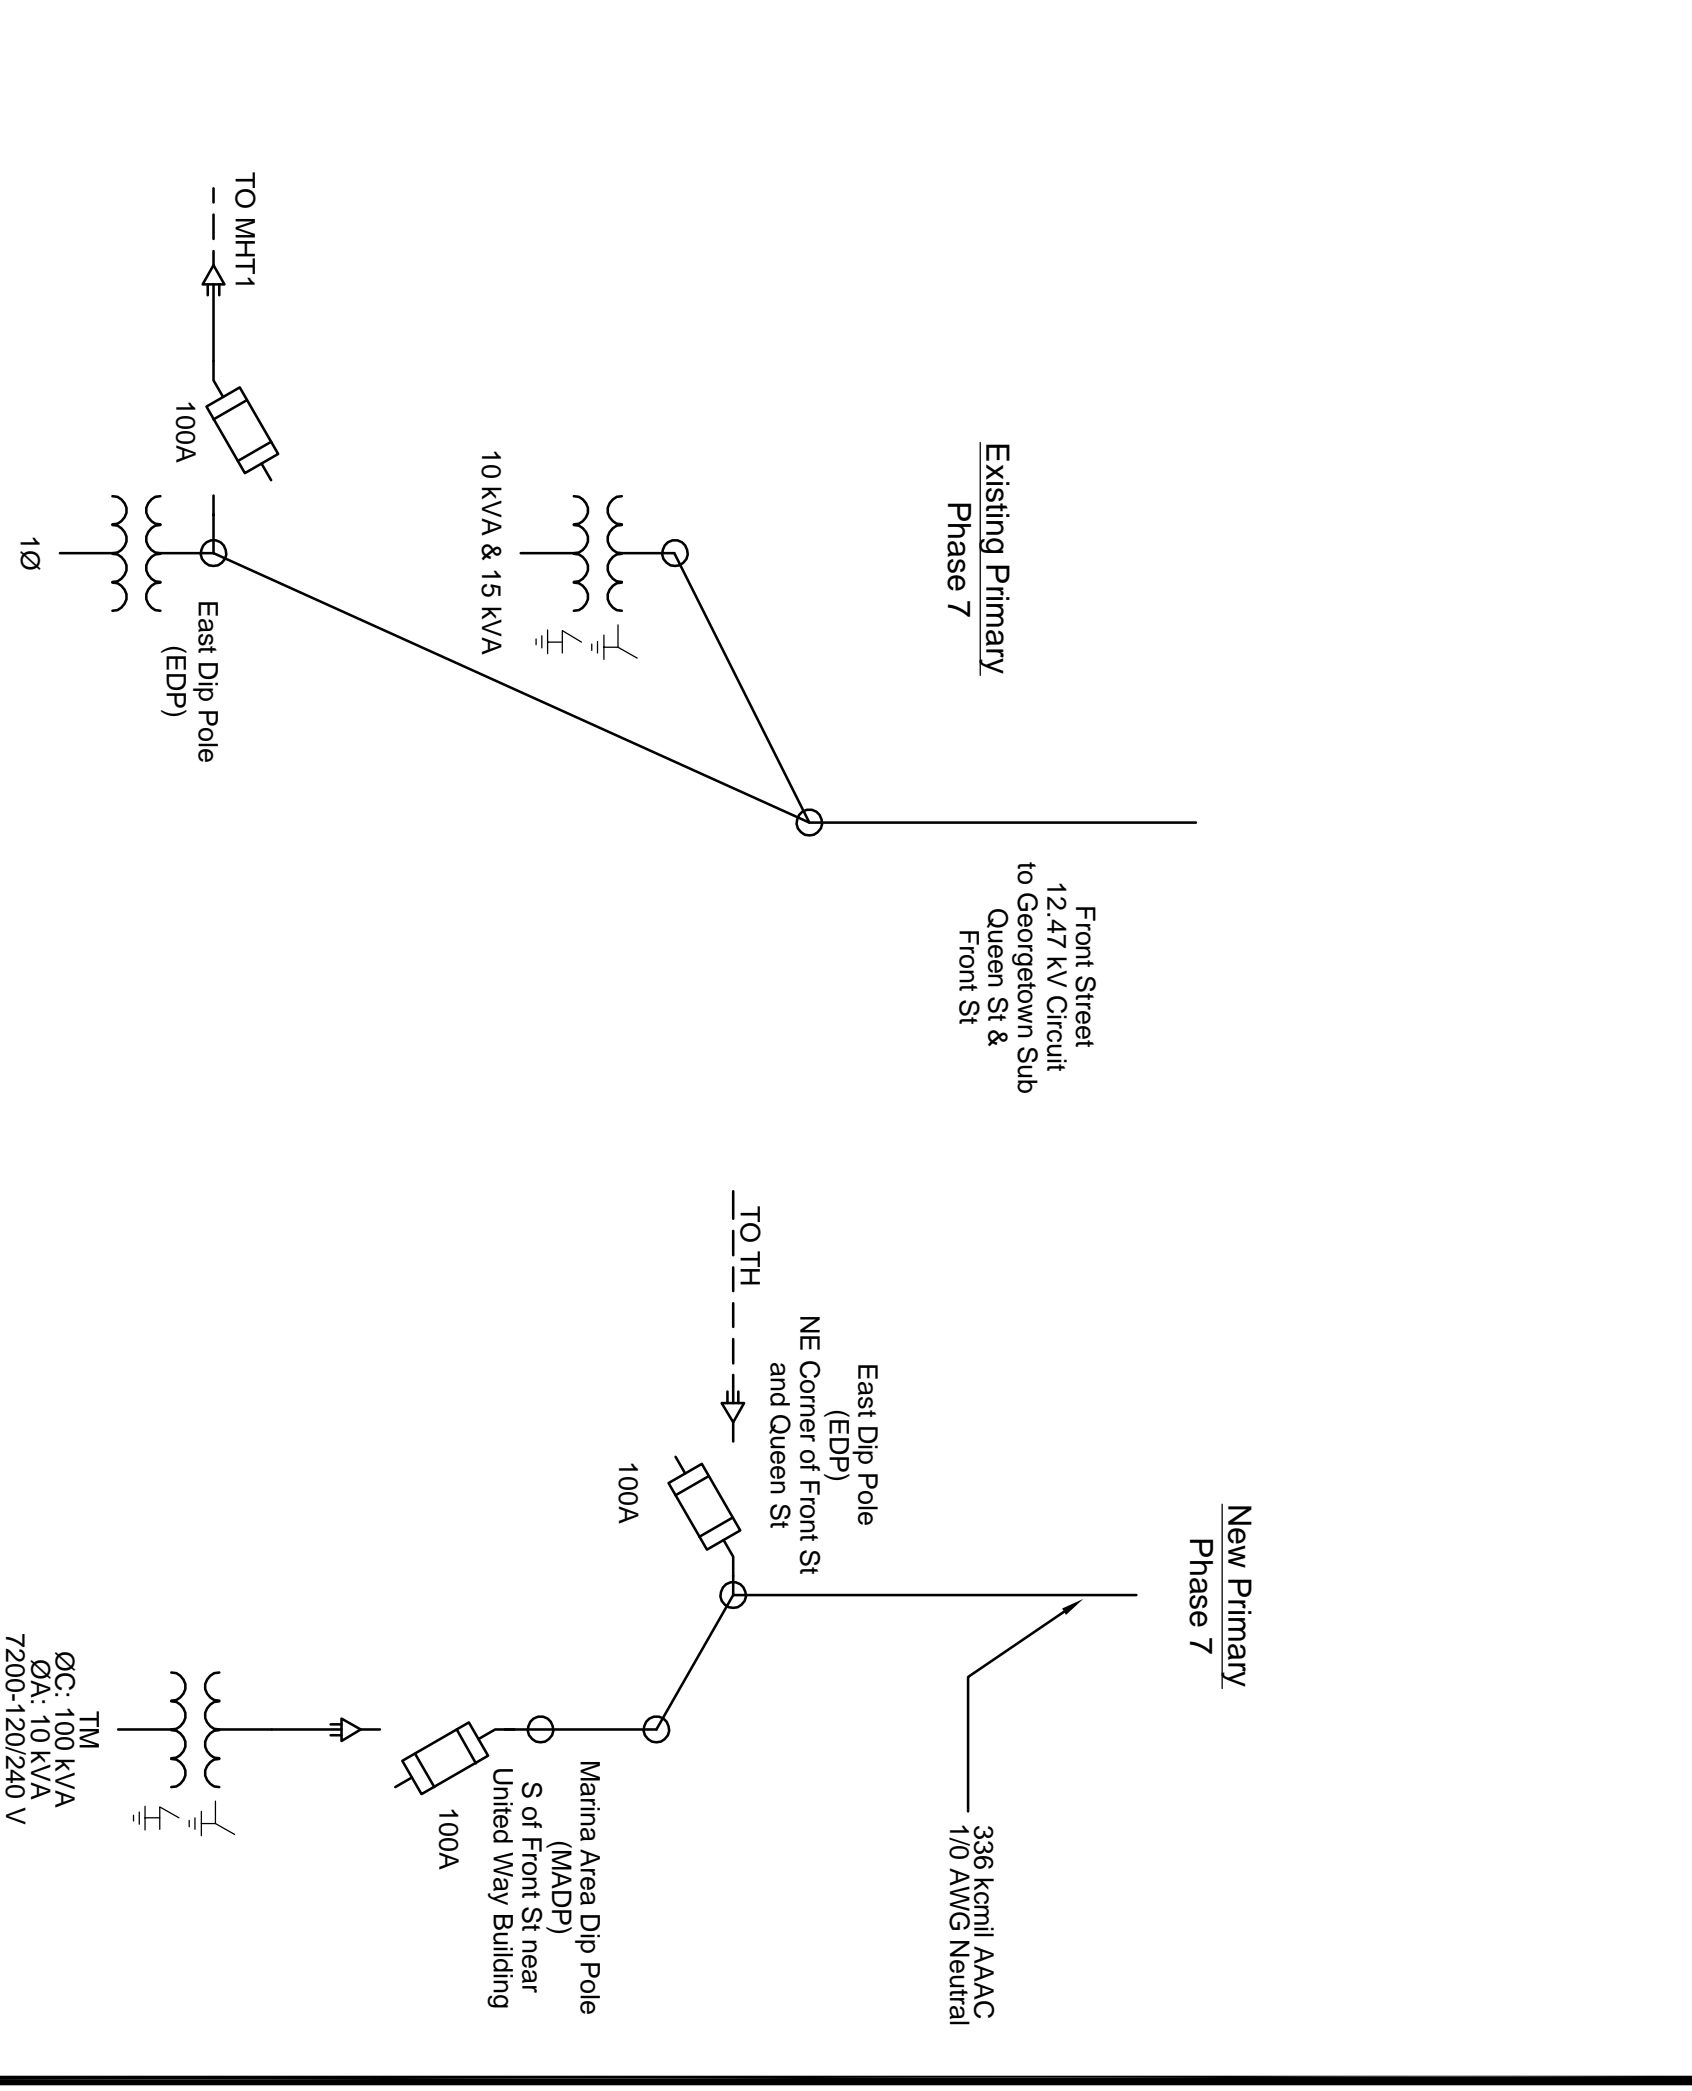 Existing Primary
Phase 7
Front Street
12.47 kV Circuit
to Georgetown Sub
Queen St &
Front St
10 kVA & 15 kVA
TO MHT1
100A
East Dip Pole
(EDP)
1Ø
New Primary
Phase 7
336 kcmil AAAC
1/0 AWG Neutral
East Dip Pole
(EDP)
NE Corner of Front St
and Queen St
TO TH
100A
Marina Area Dip Pole
(MADP)
S of Front St near
United Way Building
100A
TM
ØC: 100 kVA
ØA: 10 kVA
7200-120/240 V